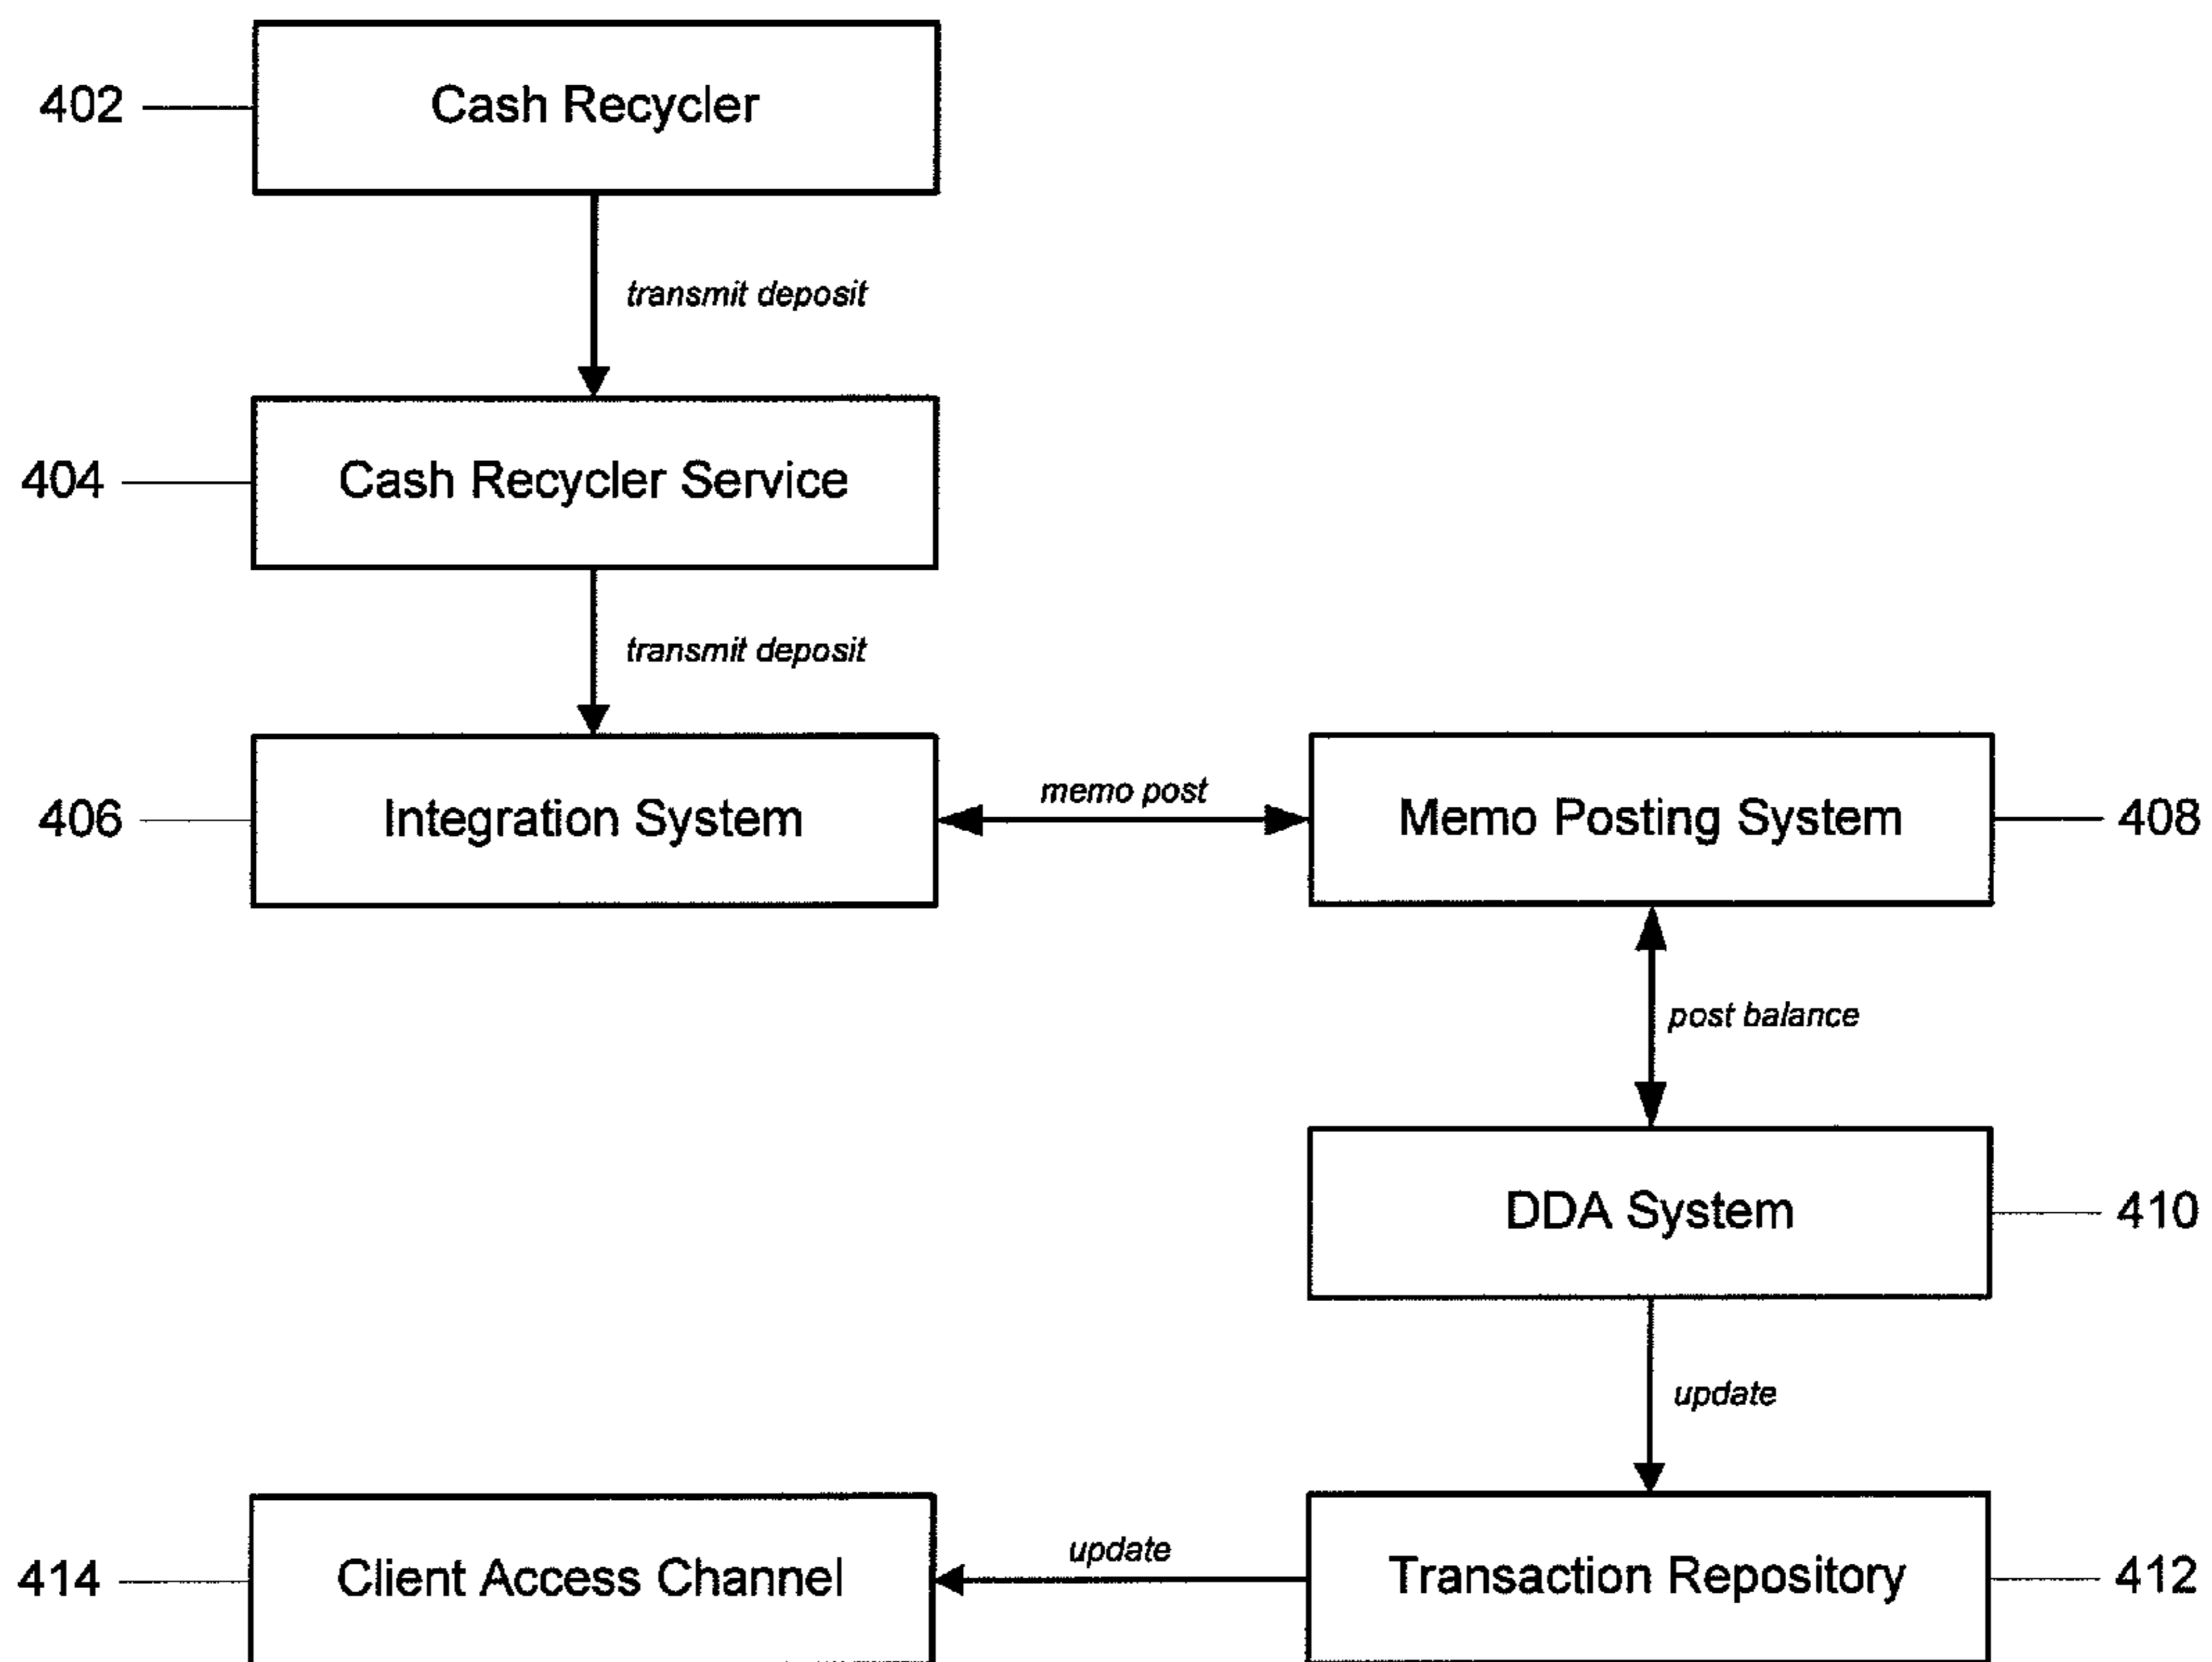 402 Cash Recycler
transmit deposit
404 Cash Recycler Service
transmit deposit
406 Integration System memo post Memo Posting System 408
post balance
DDA System 410
update
414 Client Access Channel update Transaction Repository 412